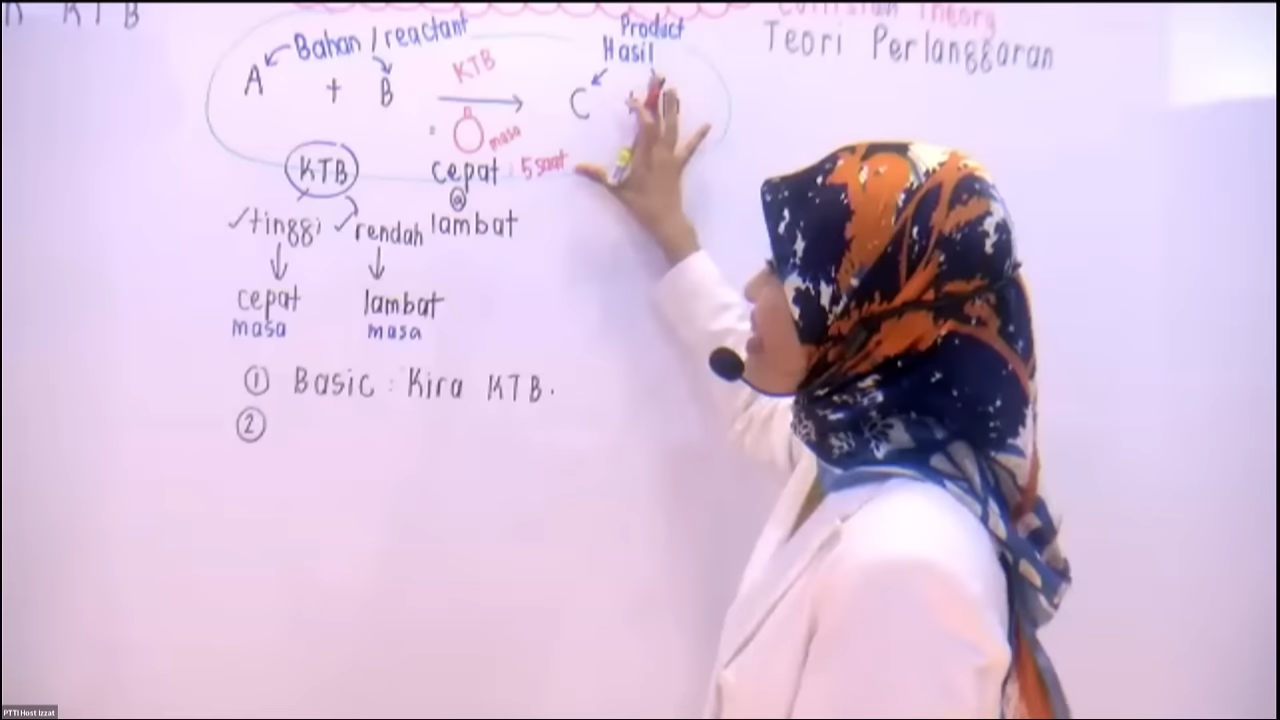 KTB
Collision Theory
Teori Perlanggaran
Bahan / reactant
Product
Hasil
A + B KTB C
masa
KTB
cepat : 5 saat
@
lambat
✓tinggi ✓rendah
cepat lambat
masa masa
① Basic : Kira KTB.
②
PTTI Host Izzat